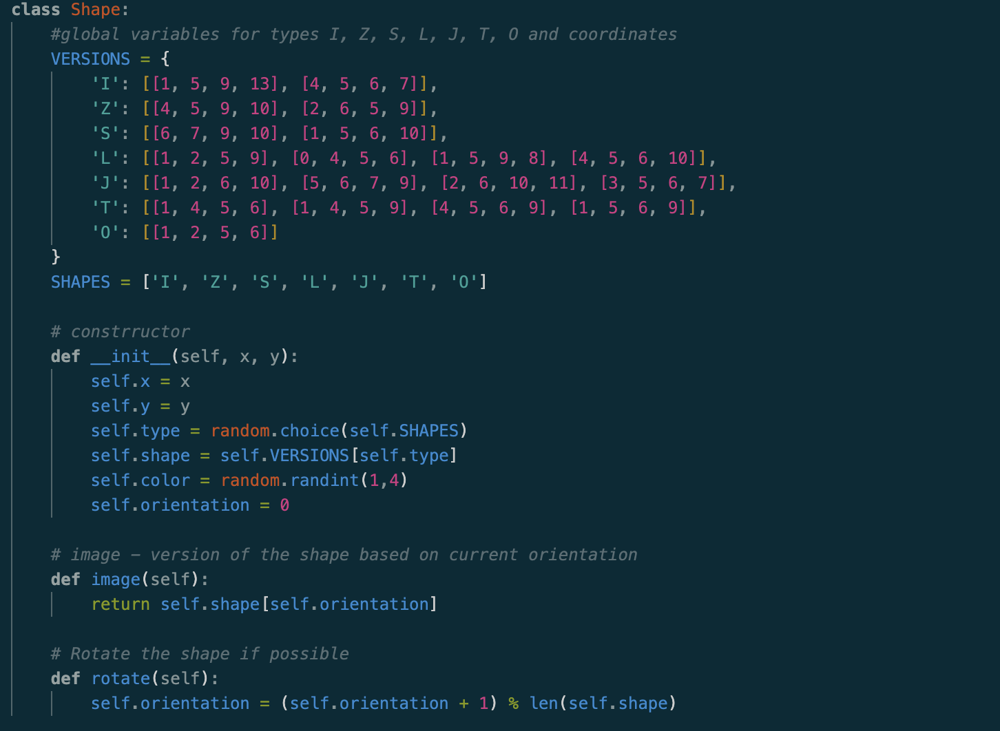 class Shape:
    #global variables for types I, Z, S, L, J, T, O and coordinates
    VERSIONS = {
        'I': [[1, 5, 9, 13], [4, 5, 6, 7]],
        'Z': [[4, 5, 9, 10], [2, 6, 5, 9]],
        'S': [[6, 7, 9, 10], [1, 5, 6, 10]],
        'L': [[1, 2, 5, 9], [0, 4, 5, 6], [1, 5, 9, 8], [4, 5, 6, 10]],
        'J': [[1, 2, 6, 10], [5, 6, 7, 9], [2, 6, 10, 11], [3, 5, 6, 7]],
        'T': [[1, 4, 5, 6], [1, 4, 5, 9], [4, 5, 6, 9], [1, 5, 6, 9]],
        'O': [[1, 2, 5, 6]]
    }
    SHAPES = ['I', 'Z', 'S', 'L', 'J', 'T', 'O']

    # constrructor
    def __init__(self, x, y):
        self.x = x
        self.y = y
        self.type = random.choice(self.SHAPES)
        self.shape = self.VERSIONS[self.type]
        self.color = random.randint(1,4)
        self.orientation = 0

    # image – version of the shape based on current orientation
    def image(self):
        return self.shape[self.orientation]

    # Rotate the shape if possible
    def rotate(self):
        self.orientation = (self.orientation + 1) % len(self.shape)